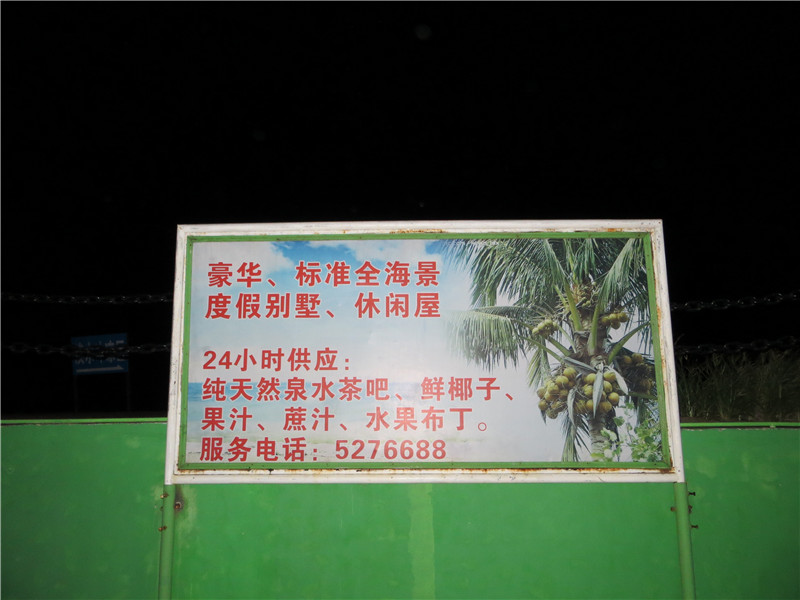 豪华、标准全海景
度假别墅、休闲屋
24小时供应：
纯天然泉水茶吧、鲜椰子、
果汁、蔗汁、水果布丁。
服务电话：5276688